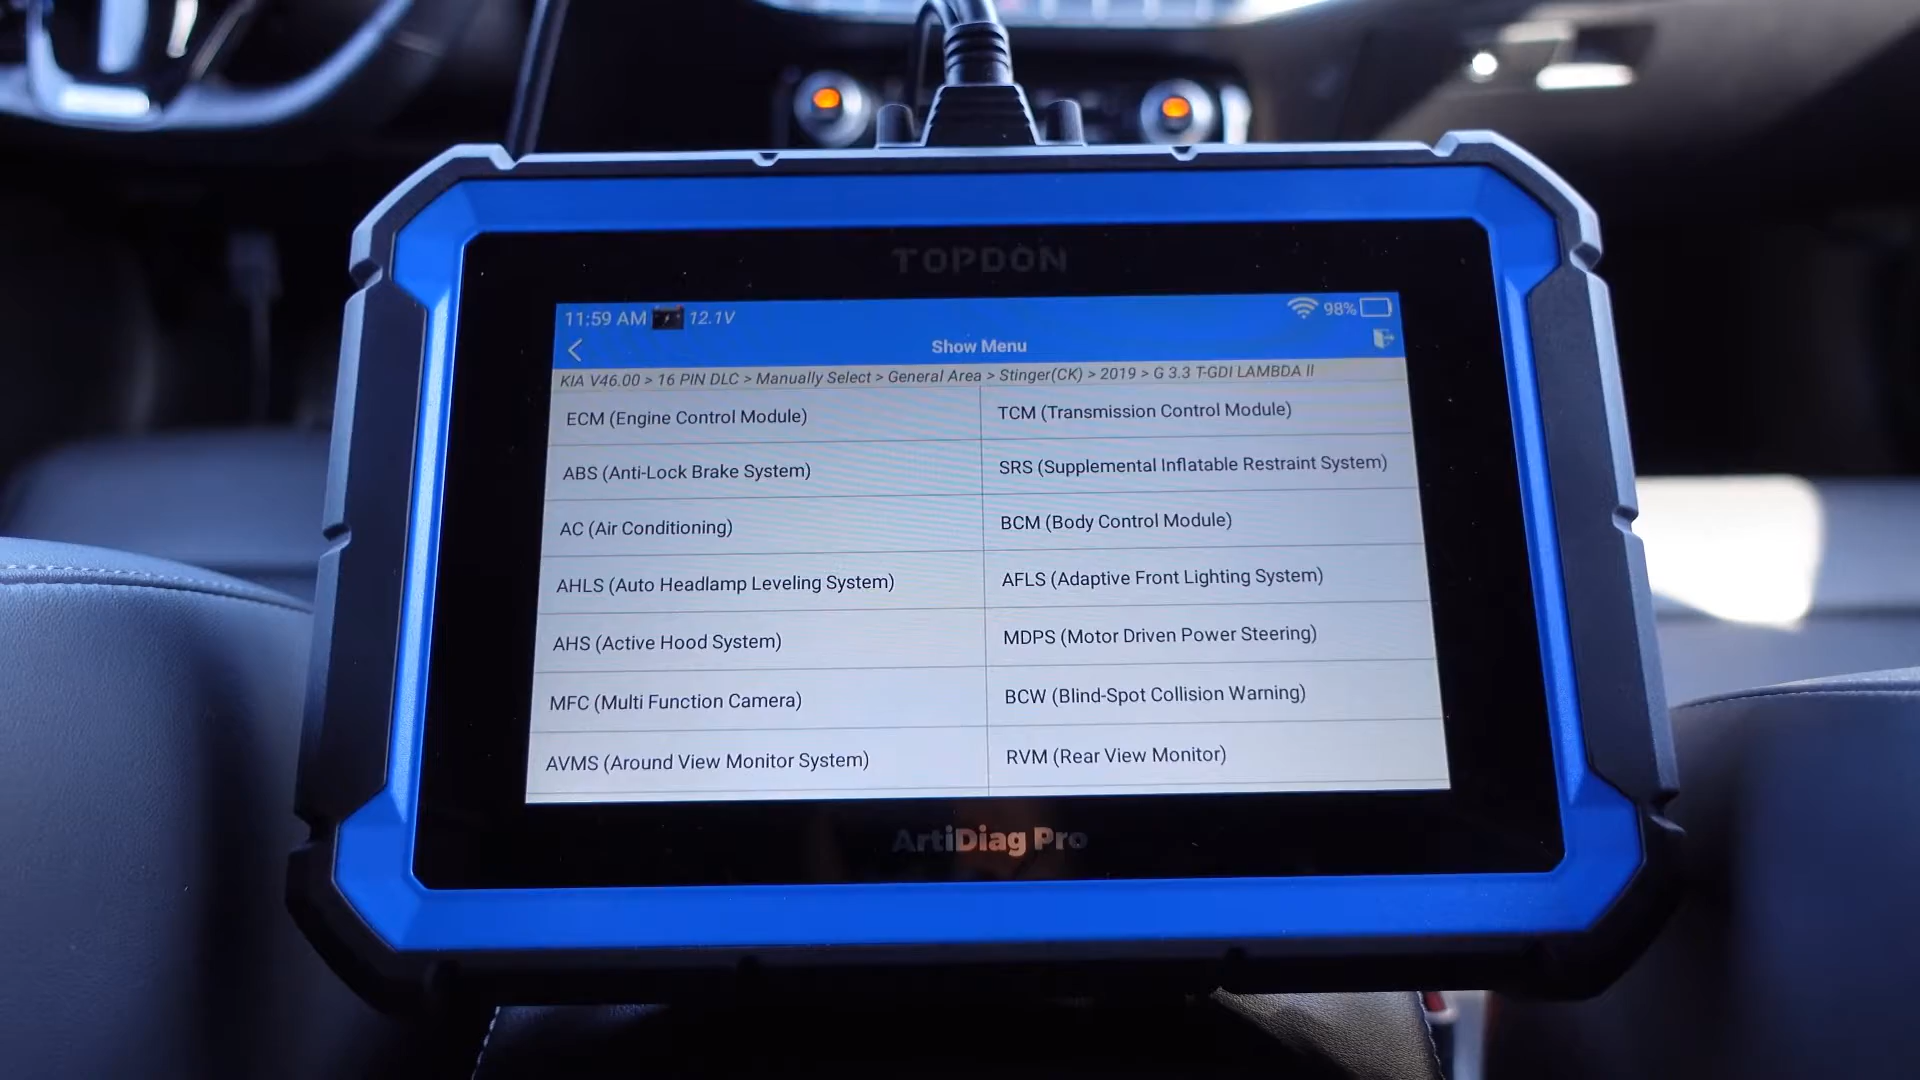 TOPDON
11:59 AM 12.1V 98%
Show Menu
KIA V46.00 > 16 PIN DLC > Manually Select > General Area > Stinger(CK) > 2019 > G 3.3 T-GDI LAMBDA II
ECM (Engine Control Module) TCM (Transmission Control Module)
ABS (Anti-Lock Brake System) SRS (Supplemental Inflatable Restraint System)
AC (Air Conditioning) BCM (Body Control Module)
AHLS (Auto Headlamp Leveling System) AFLS (Adaptive Front Lighting System)
AHS (Active Hood System) MDPS (Motor Driven Power Steering)
MFC (Multi Function Camera) BCW (Blind-Spot Collision Warning)
AVMS (Around View Monitor System) RVM (Rear View Monitor)
ArtiDiag Pro